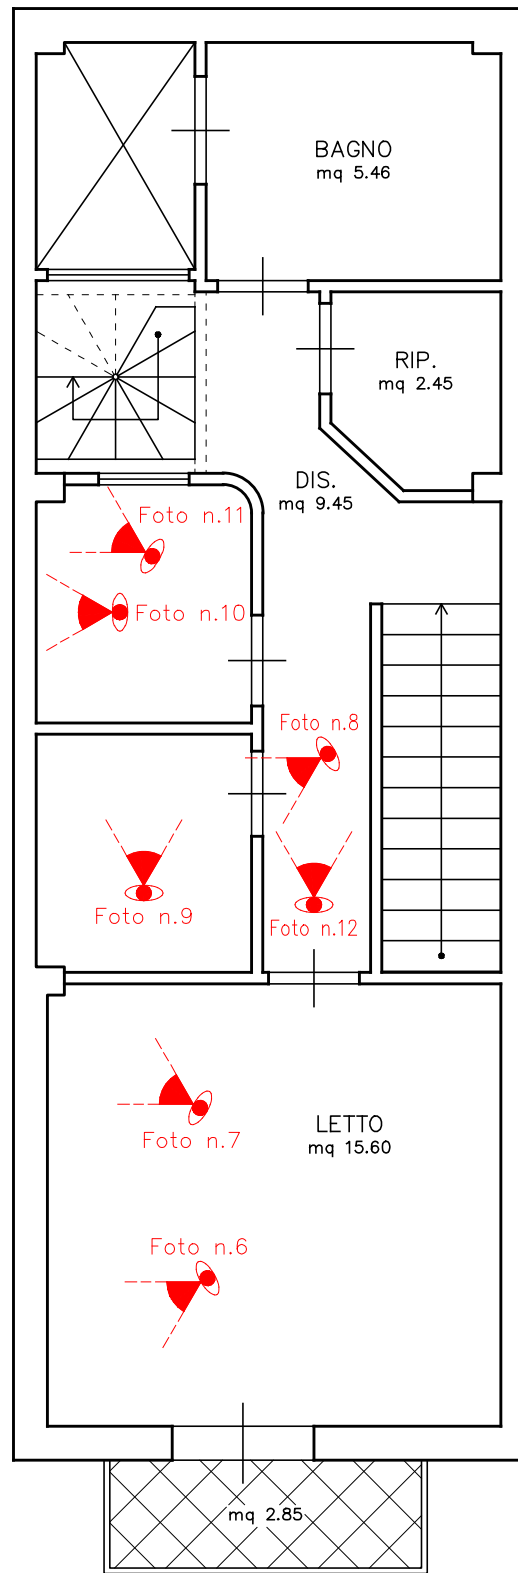 BAGNO
mq 5.46
RIP.
mq 2.45
DIS.
mq 9.45
Foto n.11
Foto n.10
Foto n.8
Foto n.9
Foto n.12
LETTO
mq 15.60
Foto n.7
Foto n.6
mq 2.85